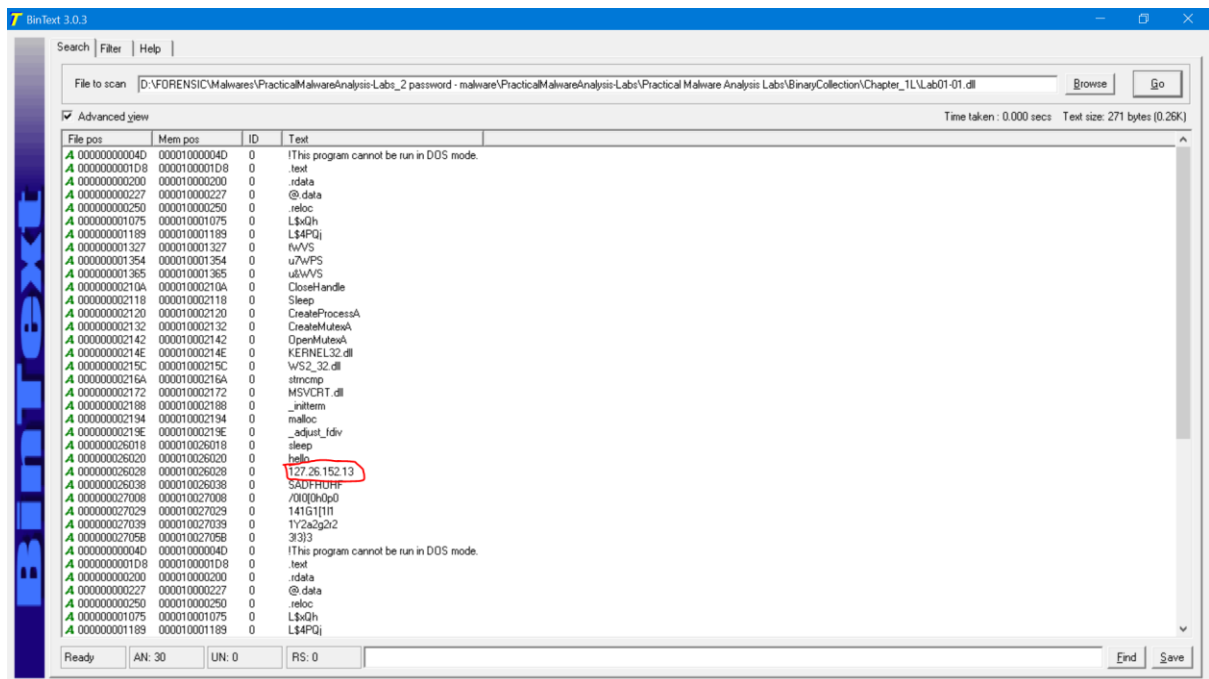 BinText 3.0.3
Search Filter Help
File to scan D:\FORENSIC\Malwares\PracticalMalwareAnalysis-Labs_2 password - malware\PracticalMalwareAnalysis-Labs\Practical Malware Analysis Labs\BinaryCollection\Chapter_1L\Lab01-01.dll Browse Go
Advanced view Time taken : 0.000 secs Text size: 271 bytes (0.26K)
File pos Mem pos ID Text
A 00000000004D 00001000004D 0 !This program cannot be run in DOS mode.
A 0000000001D8 0000100001D8 0 .text
A 000000000200 000010000200 0 .rdata
A 000000000227 000010000227 0 @.data
A 000000000250 000010000250 0 .reloc
A 000000001075 000010001075 0 L$xQh
A 000000001189 000010001189 0 L$4PQj
A 000000001327 000010001327 0 tWVS
A 000000001354 000010001354 0 u7WPS
A 000000001365 000010001365 0 u&WVS
A 00000000210A 00001000210A 0 CloseHandle
A 000000002118 000010002118 0 Sleep
A 000000002120 000010002120 0 CreateProcessA
A 000000002132 000010002132 0 CreateMutexA
A 000000002142 000010002142 0 OpenMutexA
A 00000000214E 00001000214E 0 KERNEL32.dll
A 00000000215C 00001000215C 0 WS2_32.dll
A 00000000216A 00001000216A 0 strncmp
A 000000002172 000010002172 0 MSVCRT.dll
A 000000002188 000010002188 0 _initterm
A 000000002194 000010002194 0 malloc
A 00000000219E 00001000219E 0 _adjust_fdiv
A 000000026018 000010026018 0 sleep
A 000000026020 000010026020 0 hello
A 000000026028 000010026028 0 127.26.152.13
A 000000026038 000010026038 0 SADFHUHF
A 000000027008 000010027008 0 /0I0[0h0p0
A 000000027029 000010027029 0 141G1[1l1
A 000000027039 000010027039 0 1Y2a2g2r2
A 00000002705B 00001002705B 0 3!3}3
A 00000000004D 00001000004D 0 !This program cannot be run in DOS mode.
A 0000000001D8 0000100001D8 0 .text
A 000000000200 000010000200 0 .rdata
A 000000000227 000010000227 0 @.data
A 000000000250 000010000250 0 .reloc
A 000000001075 000010001075 0 L$xQh
A 000000001189 000010001189 0 L$4PQj
BinText
Ready AN: 30 UN: 0 RS: 0 Find Save